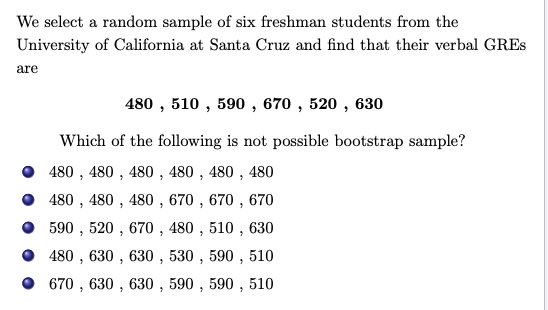 We select a random sample of six freshman students from the
University of California at Santa Cruz and find that their verbal GREs
are
480 , 510 , 590 , 670 , 520 , 630
Which of the following is not possible bootstrap sample?
480 , 480 , 480 , 480 , 480 , 480
480 , 480 , 480 , 670 , 670 , 670
590 , 520 , 670 , 480 , 510 , 630
480 , 630 , 630 , 530 , 590 , 510
670 , 630 , 630 , 590 , 590 , 510